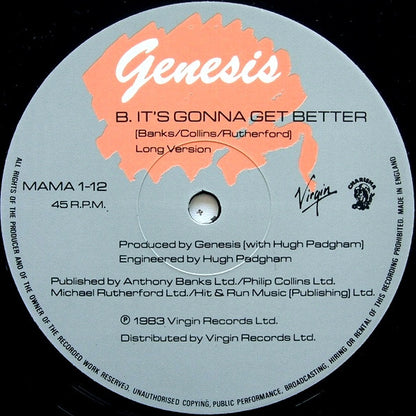 Genesis
B. IT'S GONNA GET BETTER
(Banks/Collins/Rutherford)
Long Version
MAMA 1-12
45 R.P.M.
Virgin
CHARISMA
Produced by Genesis (with Hugh Padgham)
Engineered by Hugh Padgham
Published by Anthony Banks Ltd./Philip Collins Ltd./
Michael Rutherford Ltd./Hit & Run Music (Publishing) Ltd.
℗ 1983 Virgin Records Ltd.
Distributed by Virgin Records Ltd.
ALL RIGHTS OF THE PRODUCER AND OF THE OWNER OF THE RECORDED WORK RESERVED. UNAUTHORISED COPYING, PUBLIC PERFORMANCE, BROADCASTING, HIRING OR RENTAL OF THIS RECORDING PROHIBITED. MADE IN ENGLAND